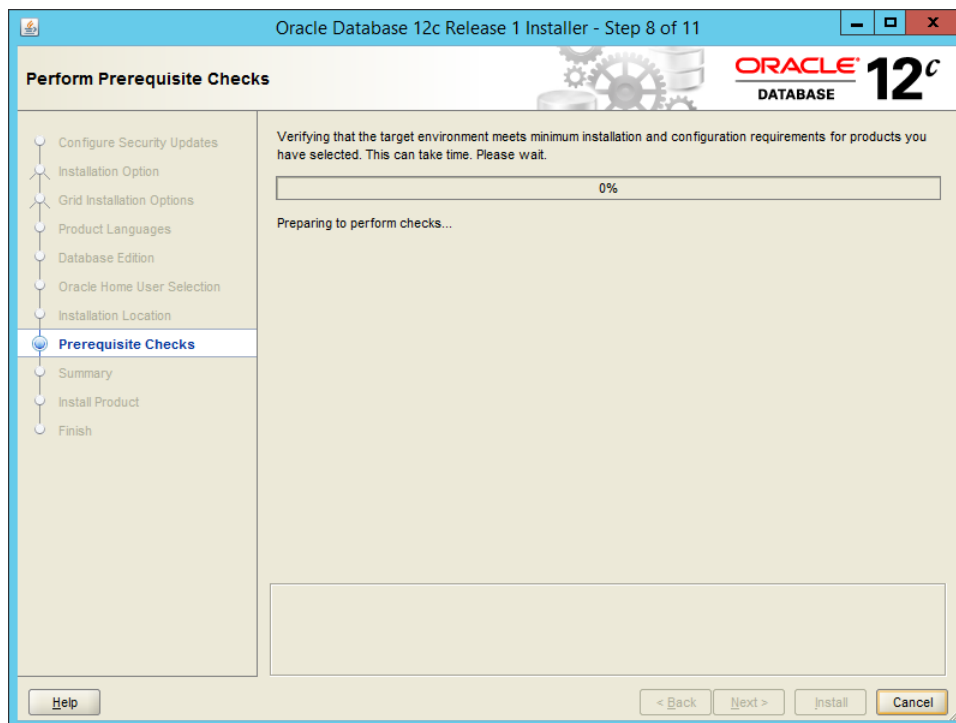 Oracle Database 12c Release 1 Installer - Step 8 of 11
Perform Prerequisite Checks
ORACLE
DATABASE
12c
Configure Security Updates
Installation Option
Grid Installation Options
Product Languages
Database Edition
Oracle Home User Selection
Installation Location
Prerequisite Checks
Summary
Install Product
Finish
Verifying that the target environment meets minimum installation and configuration requirements for products you
have selected. This can take time. Please wait.
0%
Preparing to perform checks...
Help
< Back
Next >
Install
Cancel